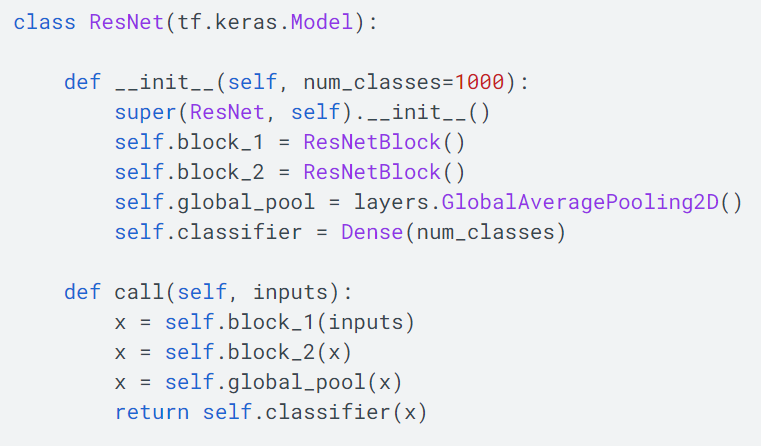 class ResNet(tf.keras.Model):
def __init__(self, num_classes=1000):
super(ResNet, self).__init__()
self.block_1 = ResNetBlock()
self.block_2 = ResNetBlock()
self.global_pool = layers.GlobalAveragePooling2D()
self.classifier = Dense(num_classes)
def call(self, inputs):
x = self.block_1(inputs)
x = self.block_2(x)
x = self.global_pool(x)
return self.classifier(x)